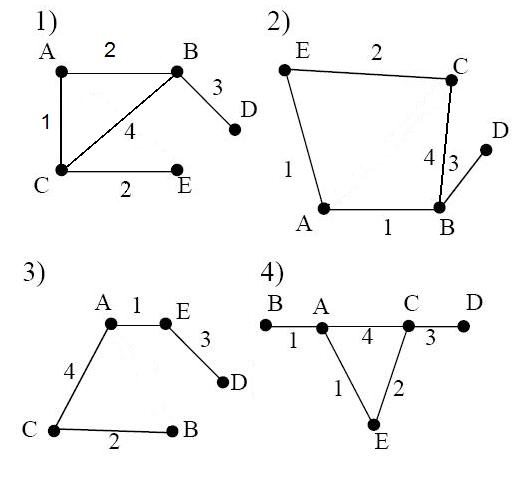 1)
A 2 B
3
D
1
4
C 2 E
2)
E 2 C
D
1 4 3
A 1 B
3)
A 1 E
3
4 D
C 2 B
4)
B A C D
1 4 3
1 2
E